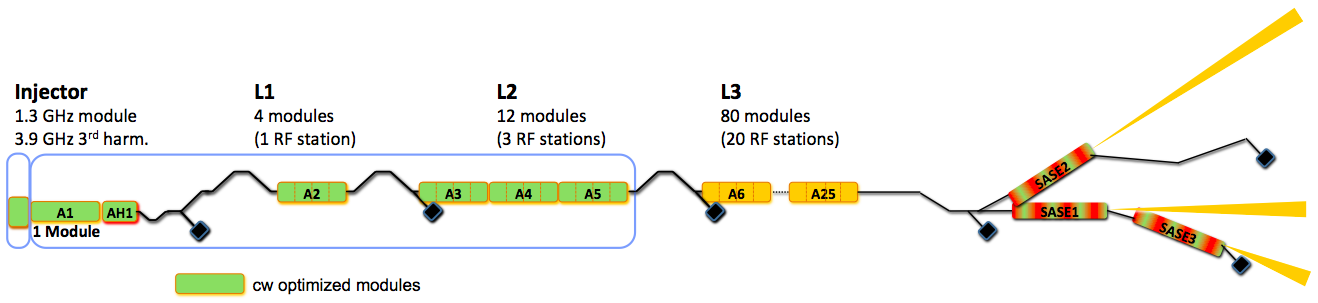 Injector
1.3 GHz module
3.9 GHz 3rd harm.
L1
4 modules
(1 RF station)
L2
12 modules
(3 RF stations)
L3
80 modules
(20 RF stations)
A1
AH1
1 Module
A2
A3
A4
A5
A6
A25
SASE2
SASE1
SASE3
cw optimized modules